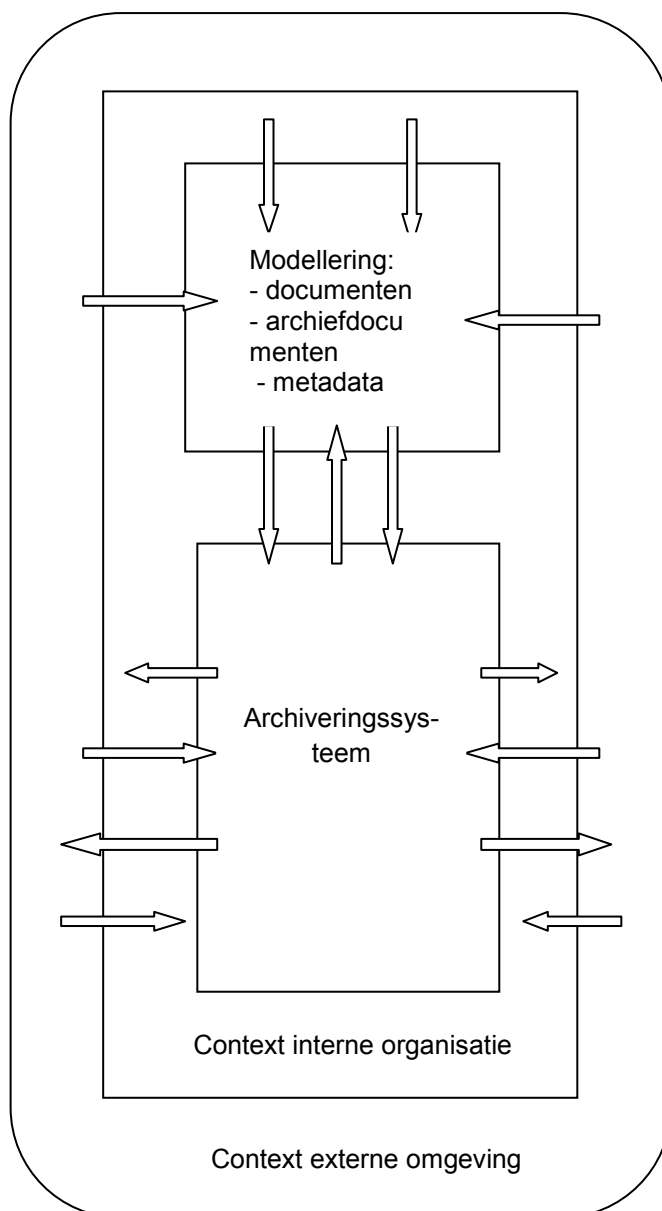 Modellering:
- documenten
- archiefdocu
menten
- metadata
Archiveringssys-
teem
Context interne organisatie
Context externe omgeving